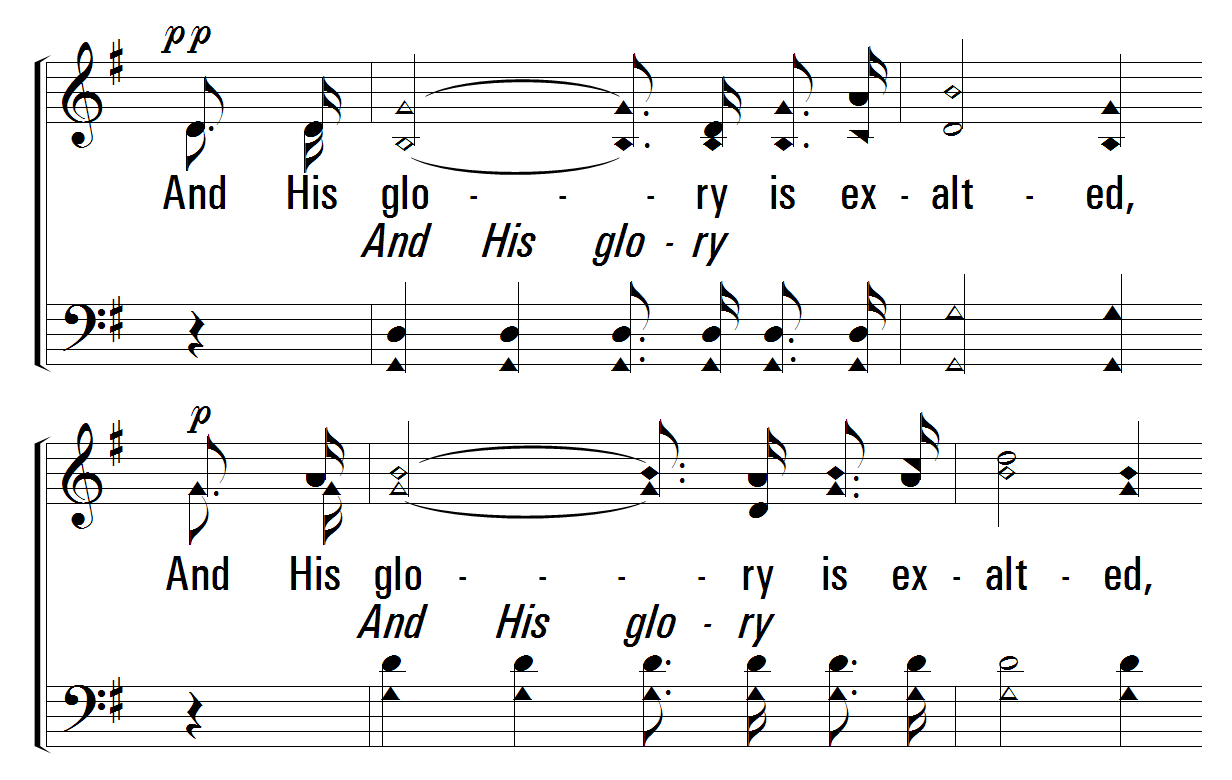 pp
And His glo - - - ry is ex - alt - ed,
And His glo - ry
p
And His glo - - - - ry is ex - alt - ed,
And His glo - ry